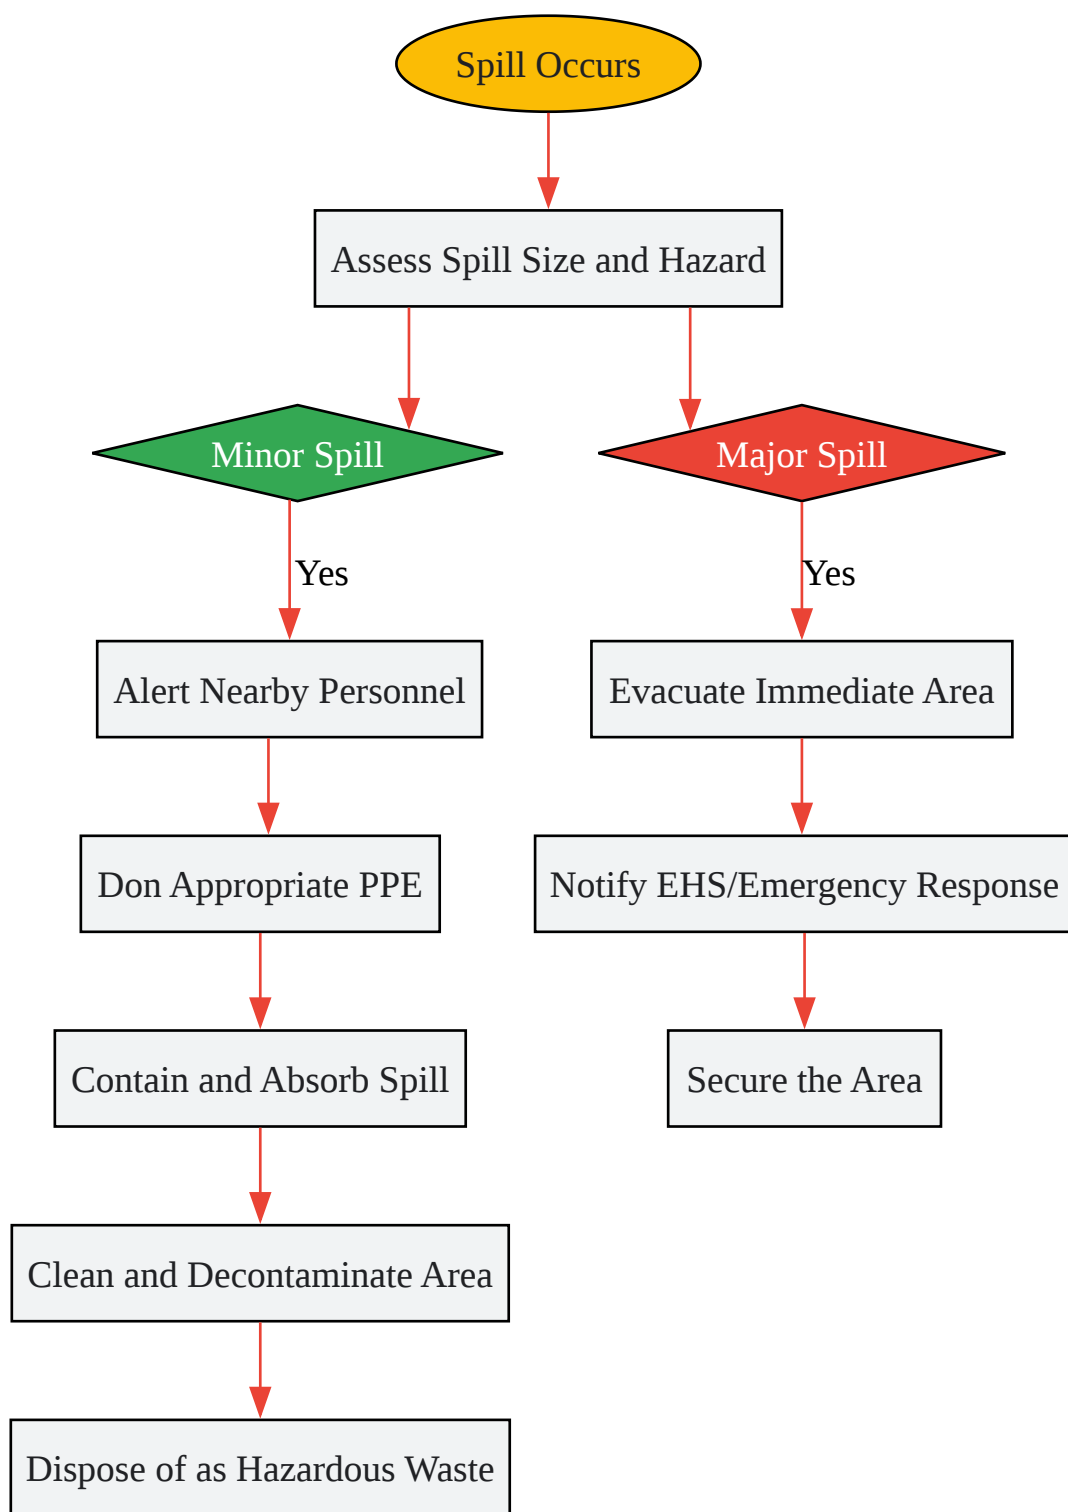 Spill Occurs
Assess Spill Size and Hazard
Minor Spill
Major Spill
Yes
Yes
Alert Nearby Personnel
Evacuate Immediate Area
Don Appropriate PPE
Notify EHS/Emergency Response
Contain and Absorb Spill
Secure the Area
Clean and Decontaminate Area
Dispose of as Hazardous Waste